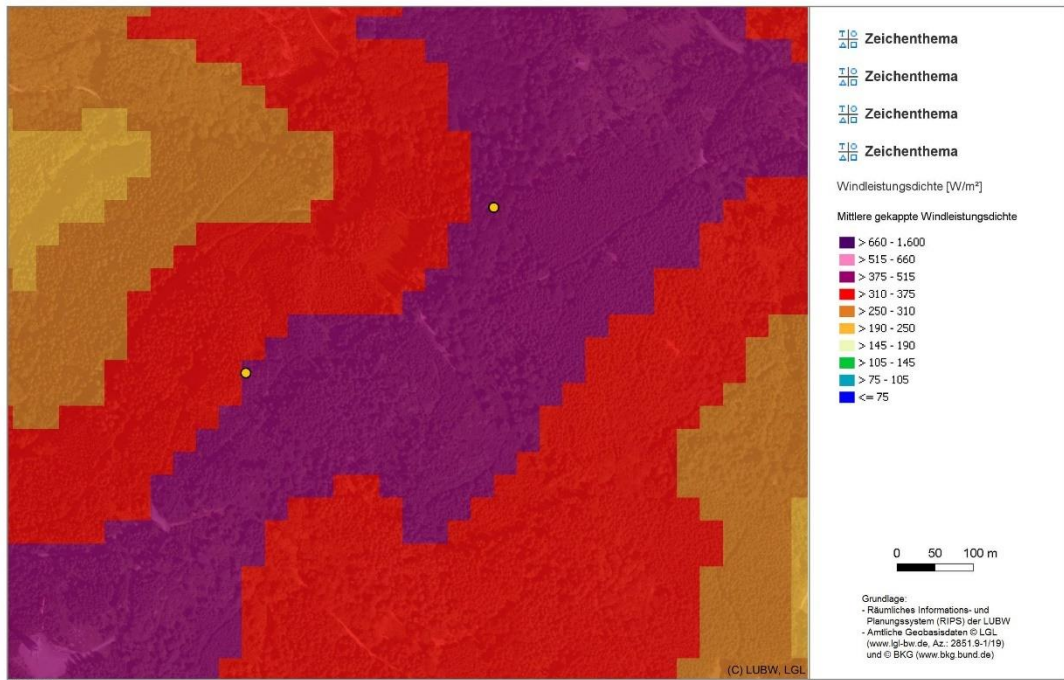 Zeichenthema
Zeichenthema
Zeichenthema
Zeichenthema
Windleistungsdichte [W/m²]
Mittlere gekappte Windleistungsdichte
> 660 - 1.600
> 515 - 660
> 375 - 515
> 310 - 375
> 250 - 310
> 190 - 250
> 145 - 190
> 105 - 145
> 75 - 105
<= 75
0 50 100 m
Grundlage:
- Räumliches Informations- und
Planungssystem (RIPS) der LUBW
- Amtliche Geobasisdaten © LGL
(www.lgl-bw.de, Az.: 2851.9-1/19)
und © BKG (www.bkg.bund.de)
(C) LUBW, LGL